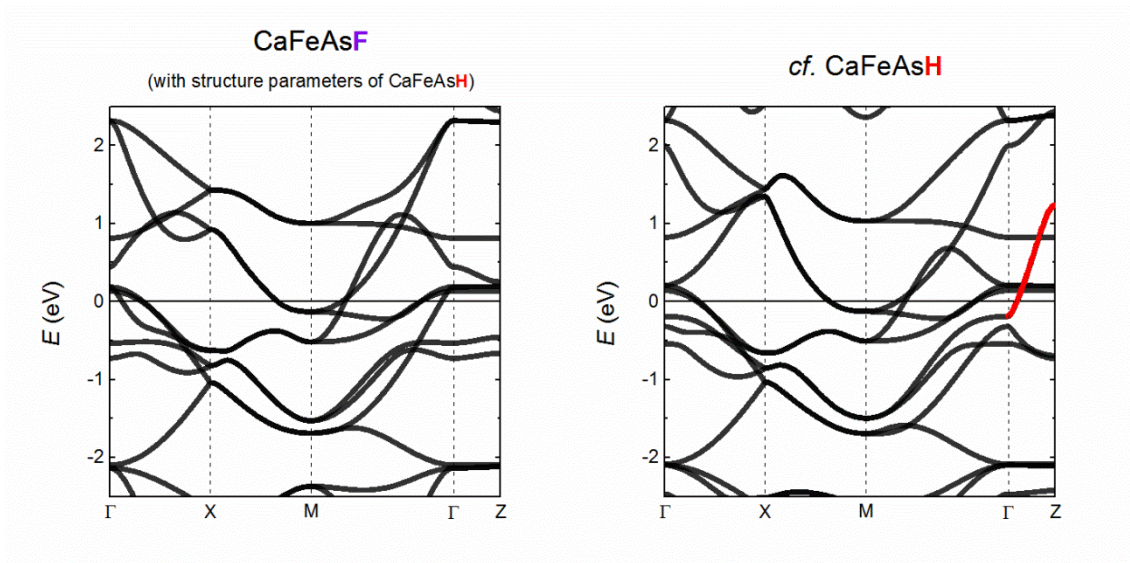 CaFeAsF
(with structure parameters of CaFeAsH)
E (eV)
2
1
0
-1
-2
Γ X M Γ Z
cf. CaFeAsH
E (eV)
2
1
0
-1
-2
Γ X M Γ Z